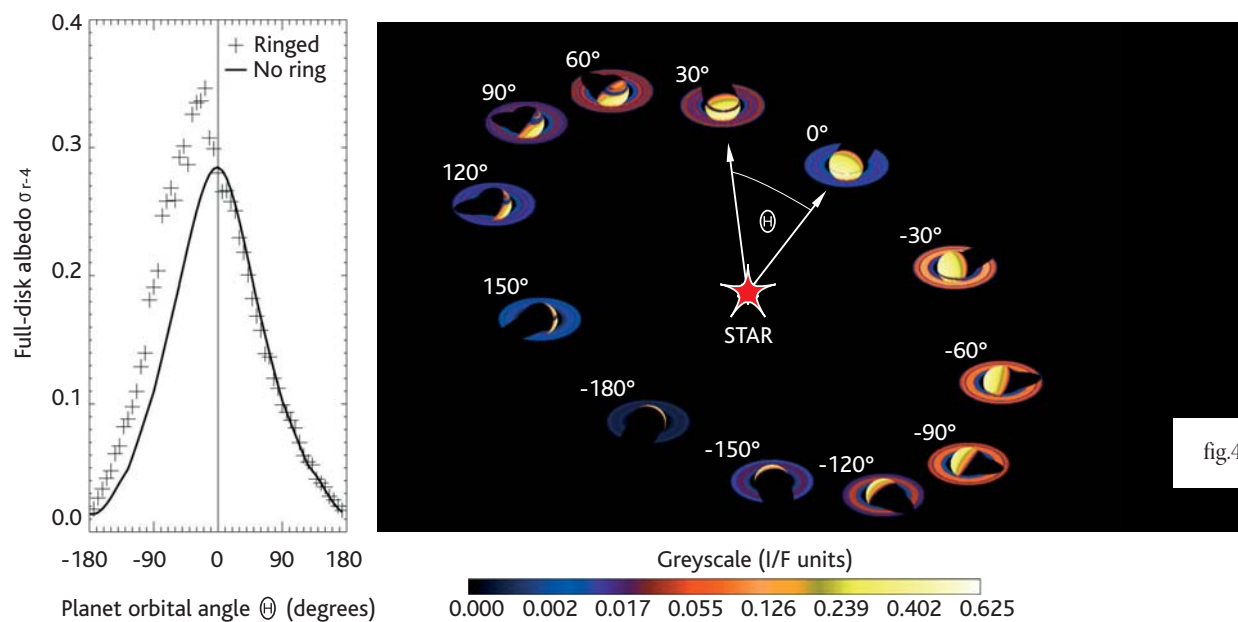 0.4
0.3
0.2
0.1
0.0
Full-disk albedo σ r-4
Ringed
No ring
-180 -90 0 90 180
Planet orbital angle Θ (degrees)
60°
30°
90°
0°
120°
-30°
Θ
150°
STAR
-60°
-180°
-90°
-150°
-120°
fig.4
Greyscale (I/F units)
0.000 0.002 0.017 0.055 0.126 0.239 0.402 0.625